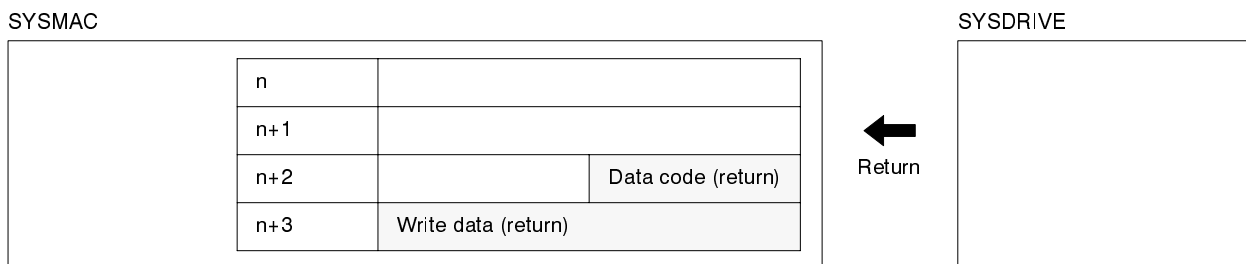 SYSMAC
SYSDRIVE
n
n+1
n+2 Data code (return)
Return
n+3 Write data (return)